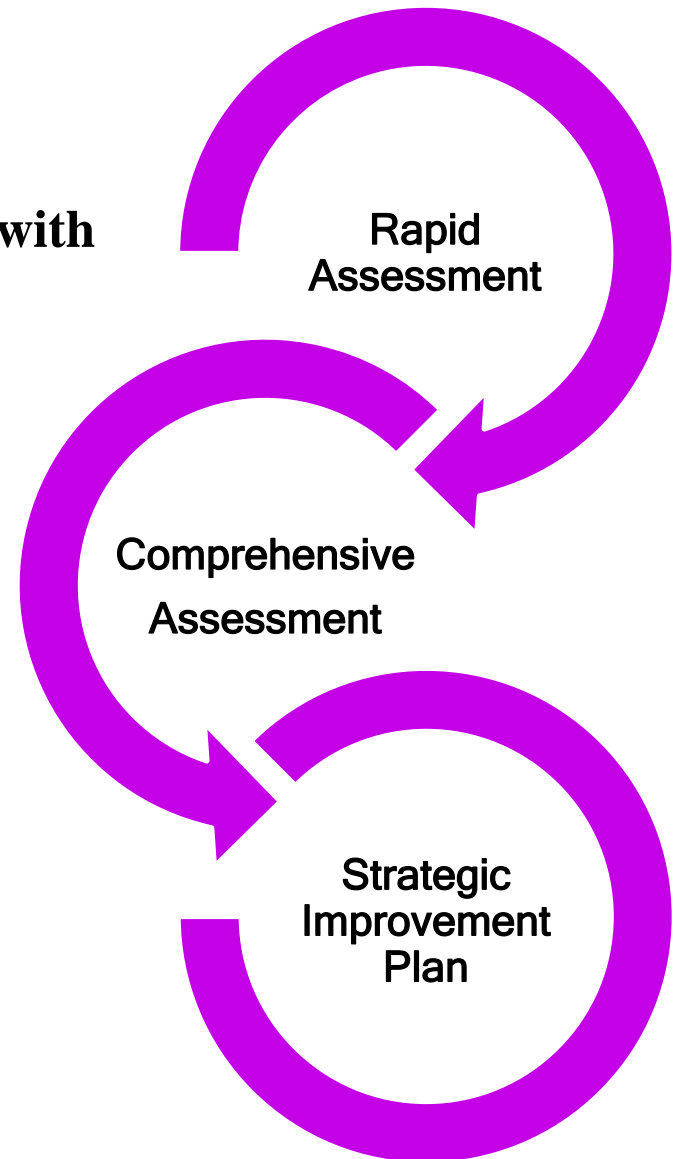 with
Rapid
Assessment
Comprehensive
Assessment
Strategic
Improvement
Plan